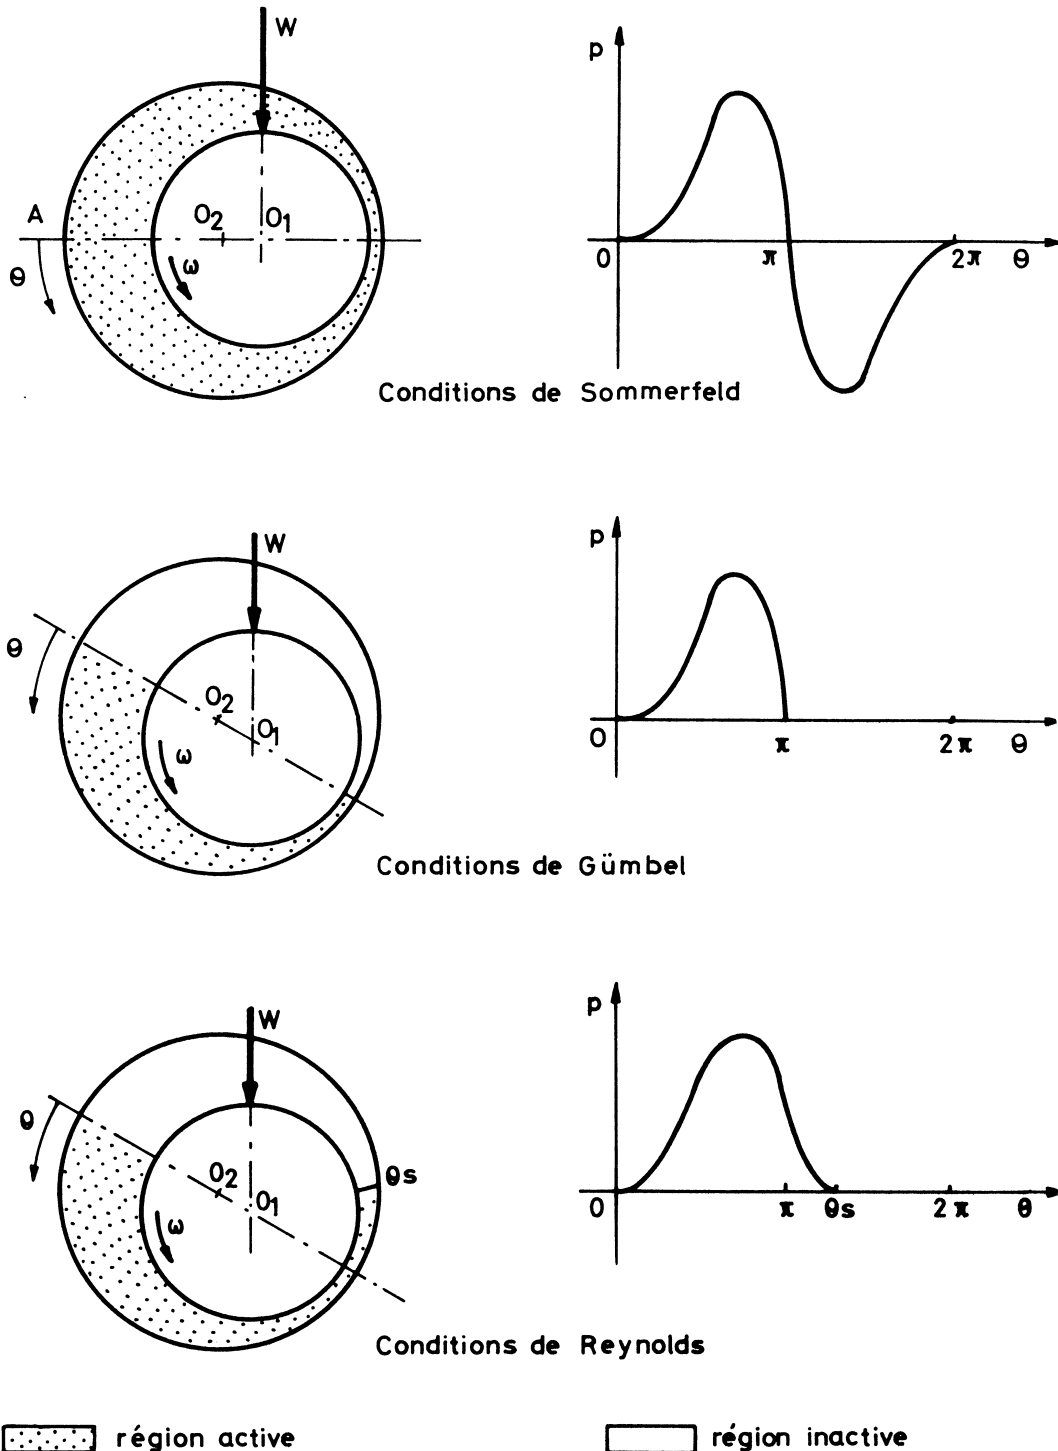 W
p
A
O2 O1
θ
ω
0 π 2π θ
Conditions de Sommerfeld
W
p
θ
O2
O1
ω
0 π 2π θ
Conditions de Gümbel
W
p
θ
O2
O1
θs
ω
0 π θs 2π θ
Conditions de Reynolds
région active région inactive